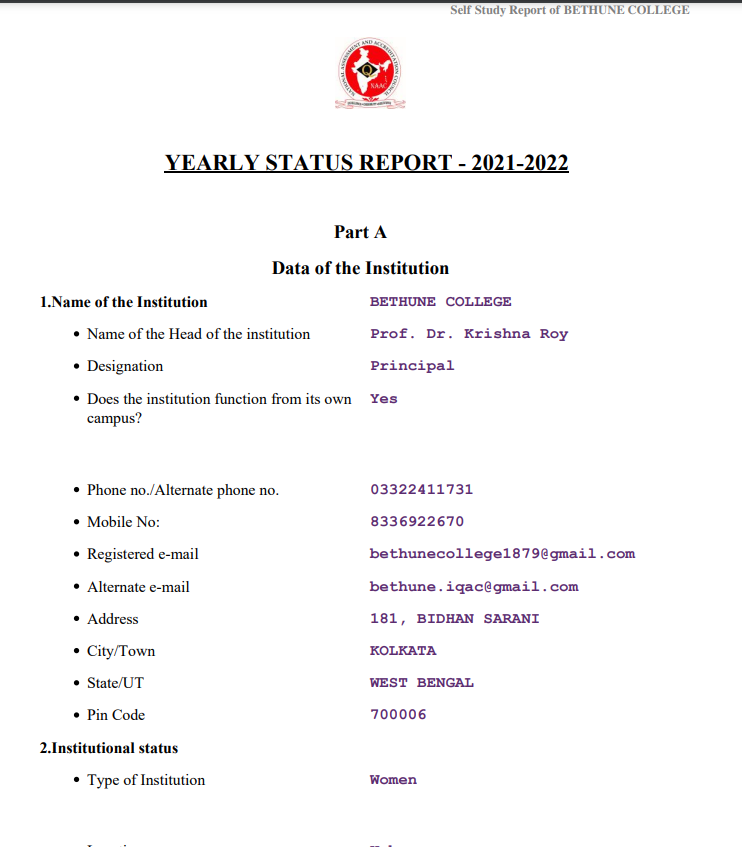 Self Study Report of BETHUNE COLLEGE
NAAC
YEARLY STATUS REPORT - 2021-2022
Part A
Data of the Institution
1.Name of the Institution BETHUNE COLLEGE
• Name of the Head of the institution Prof. Dr. Krishna Roy
• Designation Principal
• Does the institution function from its own Yes
campus?
• Phone no./Alternate phone no. 03322411731
• Mobile No: 8336922670
• Registered e-mail bethunecollege1879@gmail.com
• Alternate e-mail bethune.iqac@gmail.com
• Address 181, BIDHAN SARANI
• City/Town KOLKATA
• State/UT WEST BENGAL
• Pin Code 700006
2.Institutional status
• Type of Institution Women